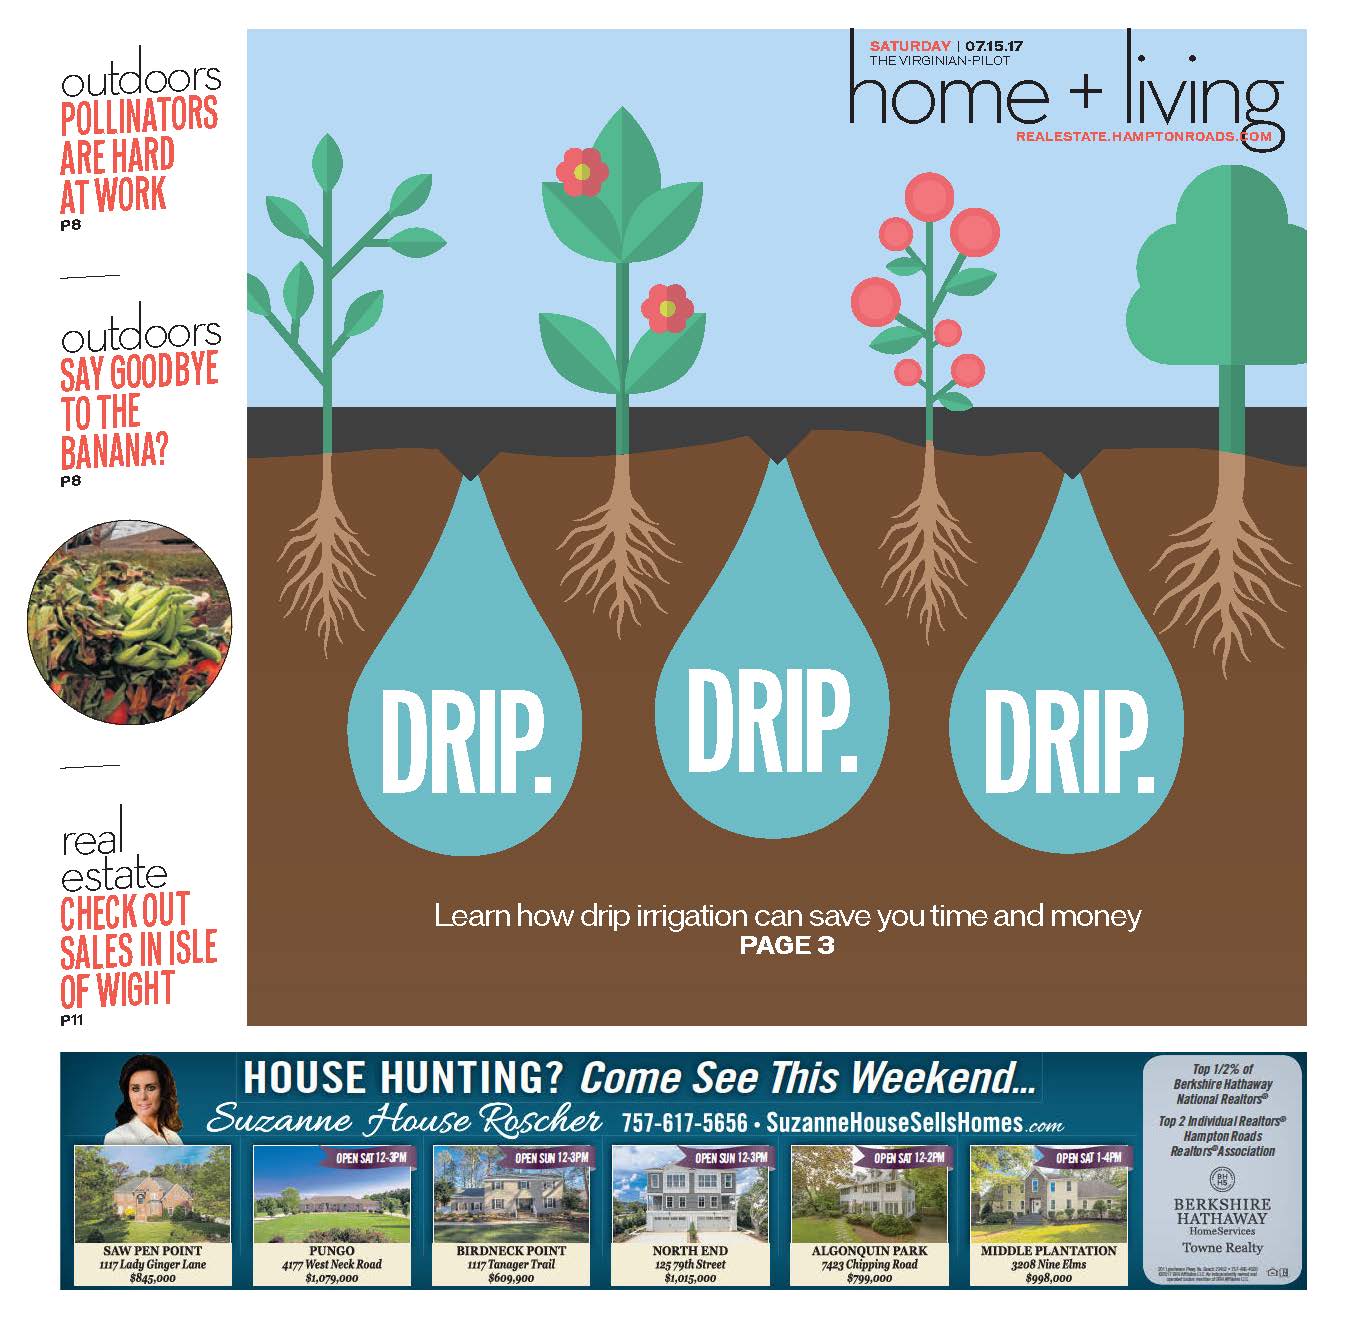 outdoors
POLLINATORS
ARE HARD
AT WORK
P8
outdoors
SAY GOODBYE
TO THE
BANANA?
P8
real
estate
CHECK OUT
SALES IN ISLE
OF WIGHT
P11
SATURDAY | 07.15.17
THE VIRGINIAN-PILOT
home + living
REALESTATE.HAMPTONROADS.COM
DRIP.
DRIP.
DRIP.
Learn how drip irrigation can save you time and money
PAGE 3
HOUSE HUNTING? Come See This Weekend...
Suzanne House Roscher 757-617-5656 • SuzanneHouseSellsHomes.com
SAW PEN POINT
1117 Lady Ginger Lane
$845,000
OPEN SAT 12-3PM
PUNGO
4177 West Neck Road
$1,079,000
OPEN SUN 12-3PM
BIRDNECK POINT
1117 Tanager Trail
$609,900
OPEN SUN 12-3PM
NORTH END
125 79th Street
$1,015,000
OPEN SAT 12-2PM
ALGONQUIN PARK
7423 Chipping Road
$799,000
OPEN SAT 1-4PM
MIDDLE PLANTATION
3208 Nine Elms
$998,000
Top 1/2% of
Berkshire Hathaway
National Realtors®
Top 2 Individual Realtors®
Hampton Roads
Realtors® Association
BH
HS
BERKSHIRE
HATHAWAY
HomeServices
Towne Realty